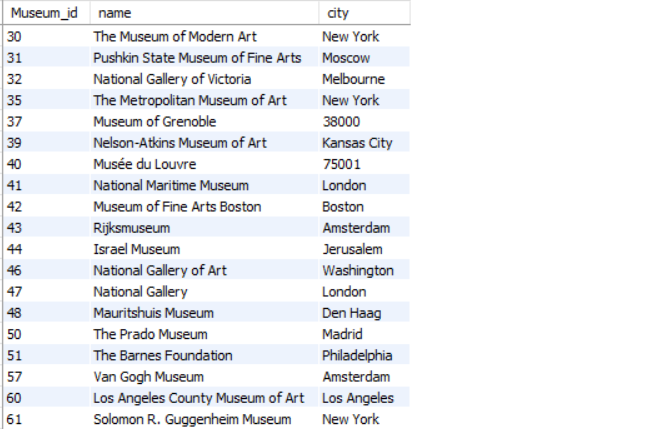 Museum_id name city
30 The Museum of Modern Art New York
31 Pushkin State Museum of Fine Arts Moscow
32 National Gallery of Victoria Melbourne
35 The Metropolitan Museum of Art New York
37 Museum of Grenoble 38000
39 Nelson-Atkins Museum of Art Kansas City
40 Musée du Louvre 75001
41 National Maritime Museum London
42 Museum of Fine Arts Boston Boston
43 Rijksmuseum Amsterdam
44 Israel Museum Jerusalem
46 National Gallery of Art Washington
47 National Gallery London
48 Mauritshuis Museum Den Haag
50 The Prado Museum Madrid
51 The Barnes Foundation Philadelphia
57 Van Gogh Museum Amsterdam
60 Los Angeles County Museum of Art Los Angeles
61 Solomon R. Guggenheim Museum New York